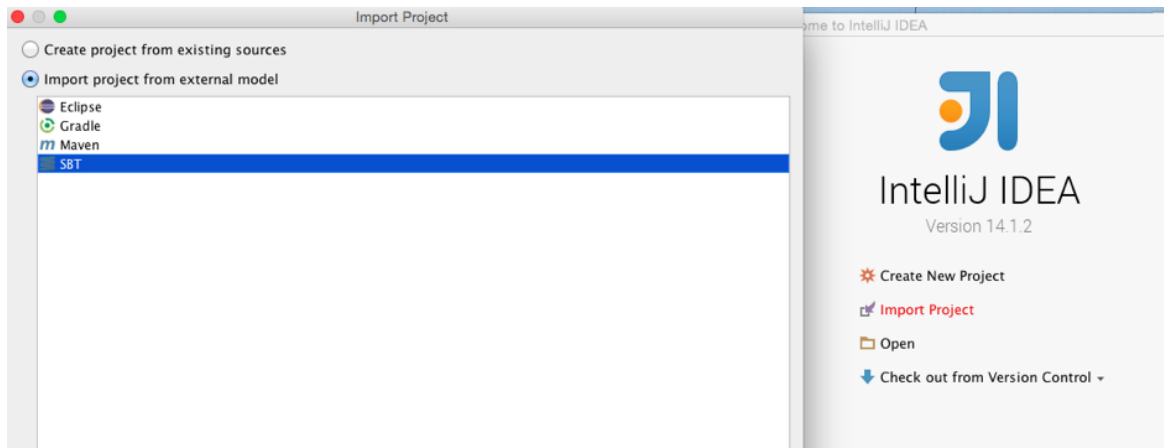 Import Project
Create project from existing sources
Import project from external model
Eclipse
Gradle
Maven
SBT
to IntelliJ IDEA
IntelliJ IDEA
Version 14.1.2
Create New Project
Import Project
Open
Check out from Version Control